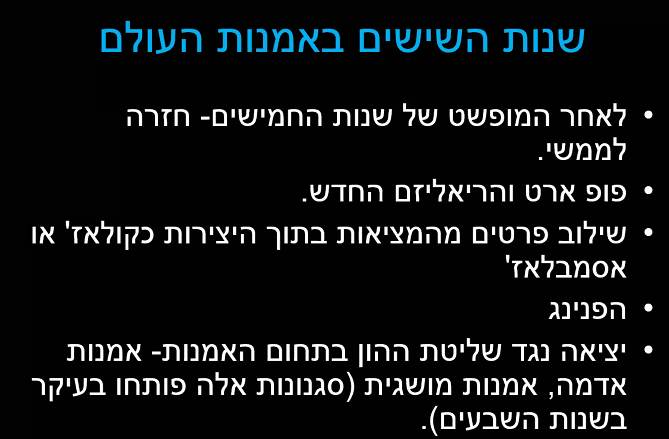 שנות השישים באמנות העולם
• לאחר המופשט של שנות החמישים- חזרה
לממשי.
• פופ ארט והריאליזם החדש.
• שילוב פרטים מהמציאות בתוך היצירות כקולאז' או
אסמבלאז'
• הפנינג
• יציאה נגד שליטת ההון בתחום האמנות- אמנות
אדמה, אמנות מושגית (סגנונות אלה פותחו בעיקר
בשנות השבעים).